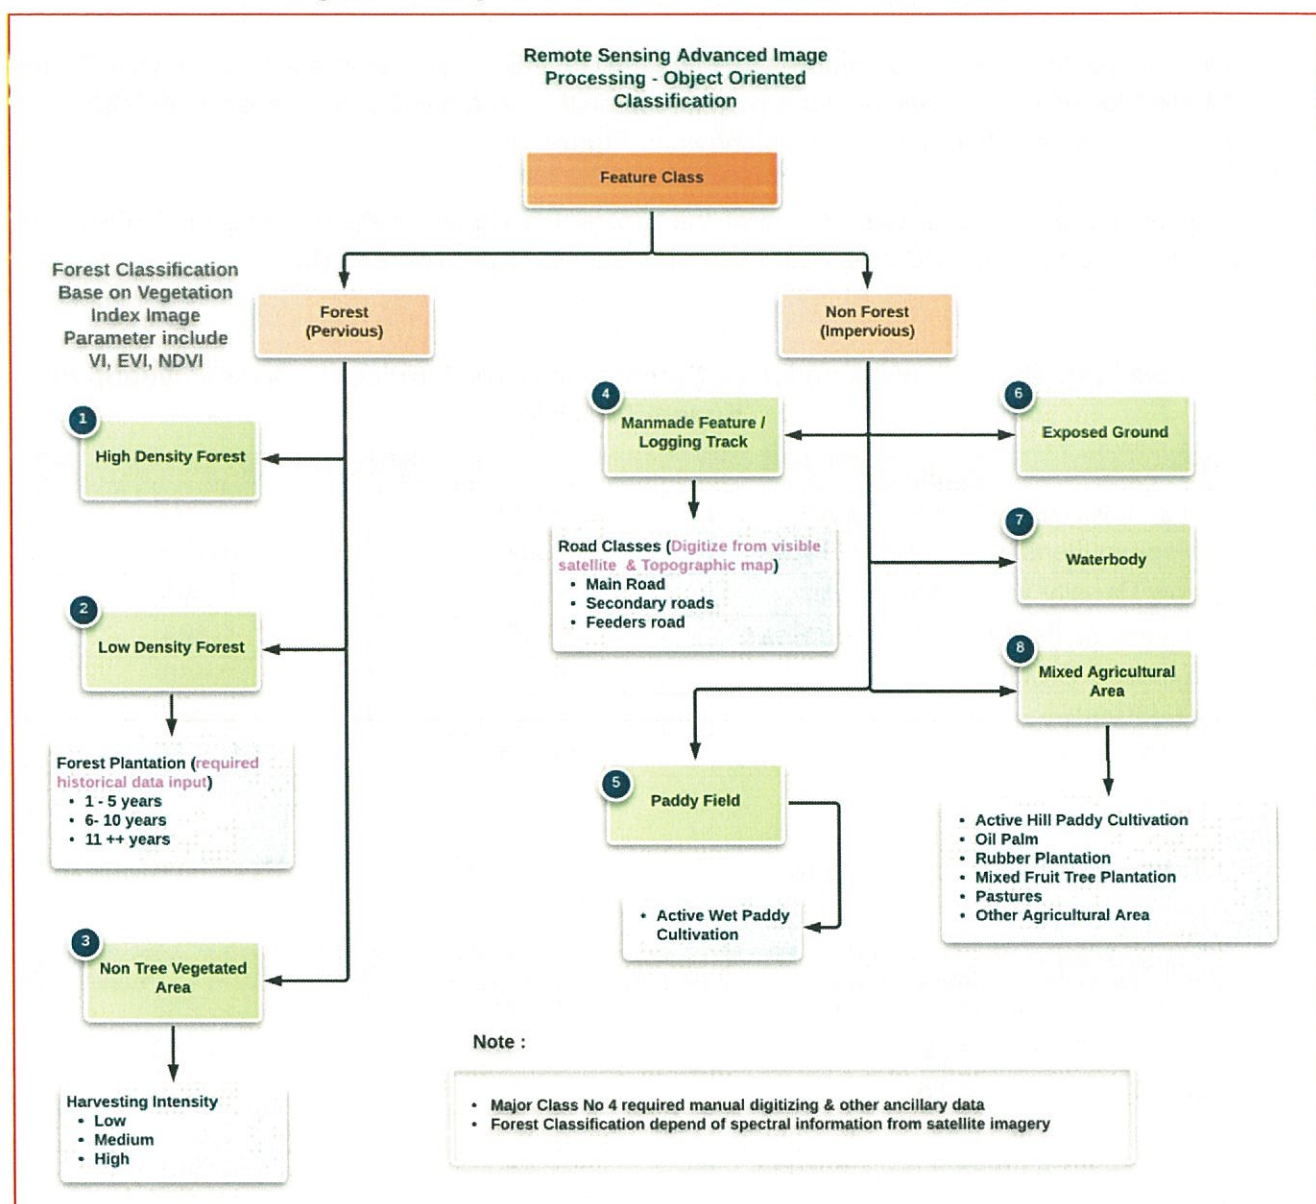 Remote Sensing Advanced Image
Processing - Object Oriented
Classification
Feature Class
Forest Classification
Base on Vegetation
Index Image
Parameter include
VI, EVI, NDVI
Forest
(Pervious)
Non Forest
(Impervious)
1
High Density Forest
4
Manmade Feature /
Logging Track
6
Exposed Ground
Road Classes (Digitize from visible
satellite & Topographic map)
• Main Road
• Secondary roads
• Feeders road
7
Waterbody
2
Low Density Forest
8
Mixed Agricultural
Area
Forest Plantation (required
historical data input)
• 1 - 5 years
• 6- 10 years
• 11 ++ years
5
Paddy Field
• Active Hill Paddy Cultivation
• Oil Palm
• Rubber Plantation
• Mixed Fruit Tree Plantation
• Pastures
• Other Agricultural Area
• Active Wet Paddy
Cultivation
3
Non Tree Vegetated
Area
Harvesting Intensity
• Low
• Medium
• High
Note :
• Major Class No 4 required manual digitizing & other ancillary data
• Forest Classification depend of spectral information from satellite imagery